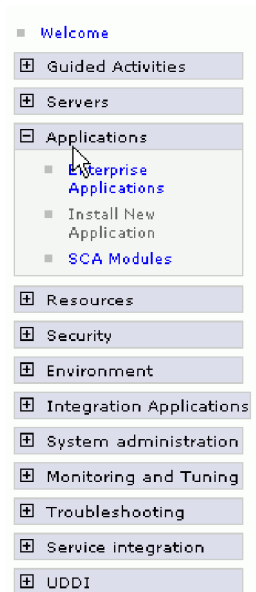 Welcome
Guided Activities
Servers
Applications
Enterprise
Applications
Install New
Application
SCA Modules
Resources
Security
Environment
Integration Applications
System administration
Monitoring and Tuning
Troubleshooting
Service integration
UDDI